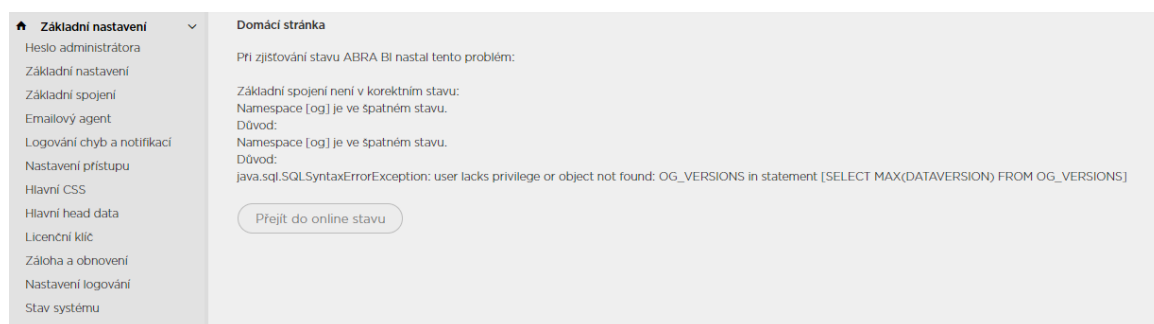 Základní nastavení
Heslo administrátora
Základní nastavení
Základní spojení
Emailový agent
Logování chyb a notifikací
Nastavení přístupu
Hlavní CSS
Hlavní head data
Licenční klíč
Záloha a obnovení
Nastavení logování
Stav systému
Domácí stránka
Při zjišťování stavu ABRA BI nastal tento problém:
Základní spojení není v korektním stavu:
Namespace [og] je ve špatném stavu.
Důvod:
Namespace [og] je ve špatném stavu.
Důvod:
java.sql.SQLSyntaxErrorException: user lacks privilege or object not found: OG_VERSIONS in statement [SELECT MAX(DATAVERSION) FROM OG_VERSIONS]
Přejít do online stavu